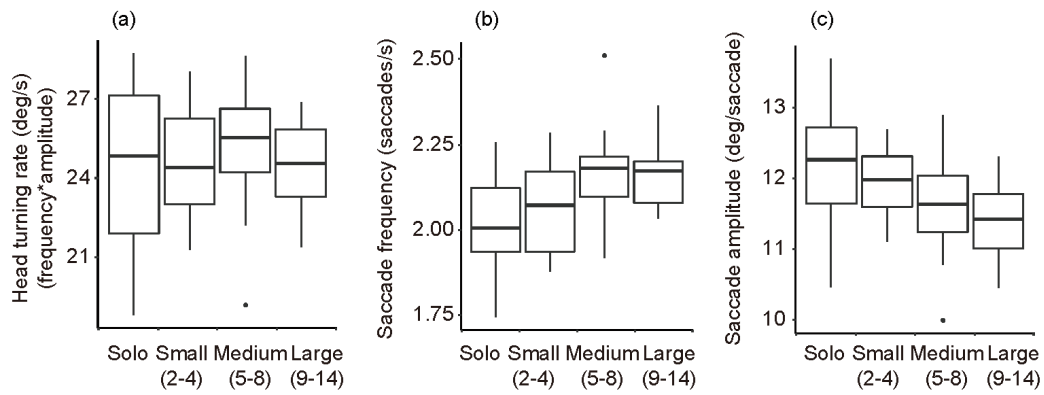 (a)
Head turning rate (deg/s)
(frequency*amplitude)
27
24
21
Solo Small Medium Large
(2-4) (5-8) (9-14)
(b)
Saccade frequency (saccades/s)
2.50
2.25
2.00
1.75
Solo Small Medium Large
(2-4) (5-8) (9-14)
(c)
Saccade amplitude (deg/saccade)
13
12
11
10
Solo Small Medium Large
(2-4) (5-8) (9-14)